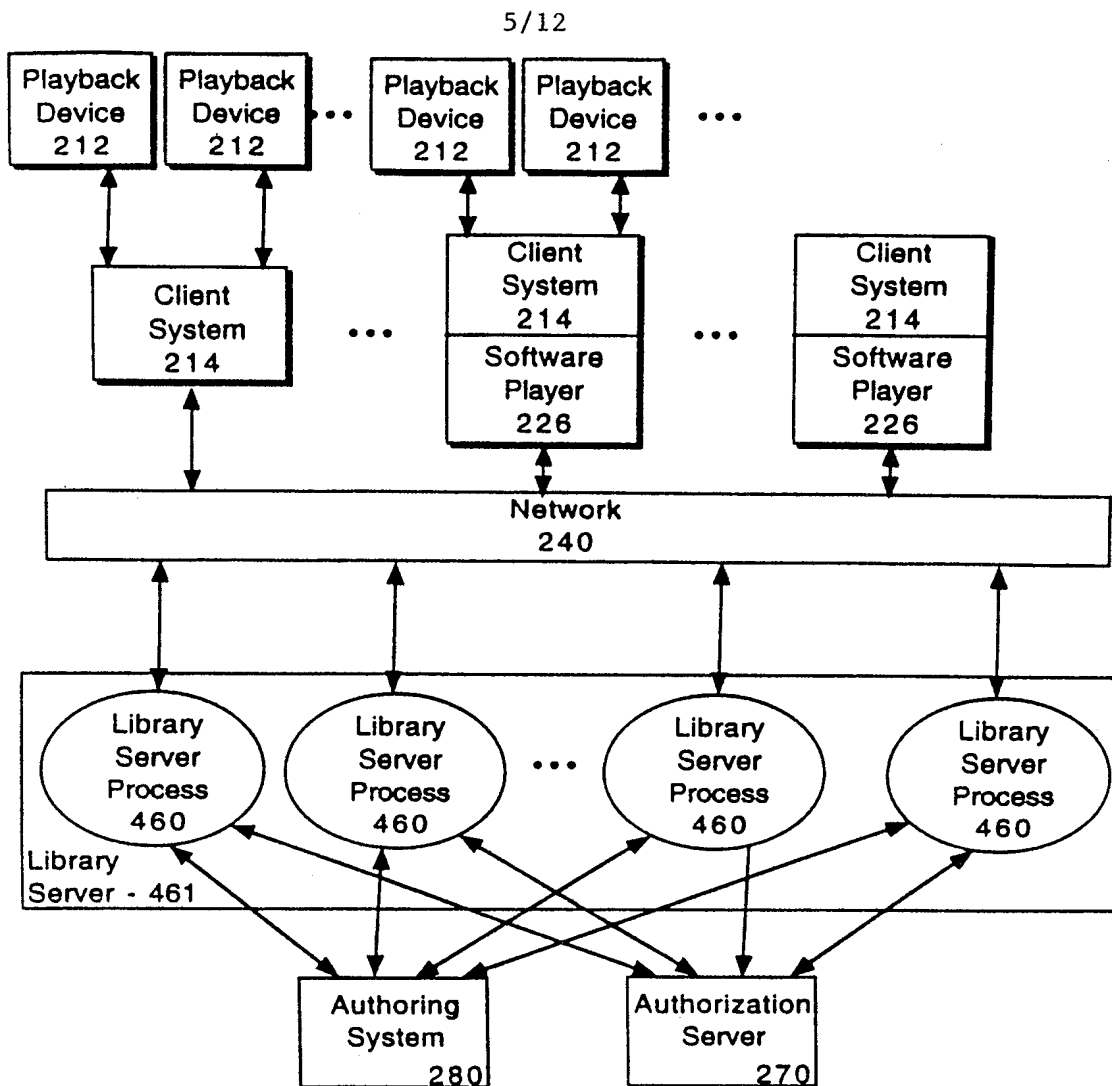 5/12
Playback
Device
212
Playback
Device
212
...
Playback
Device
212
Playback
Device
212
...
Client
System
214
...
Client
System
214
Software
Player
226
...
Client
System
214
Software
Player
226
Network
240
Library
Server
Process
460
Library
Server
Process
460
...
Library
Server
Process
460
Library
Server
Process
460
Library
Server - 461
Authoring
System
280
Authorization
Server
270